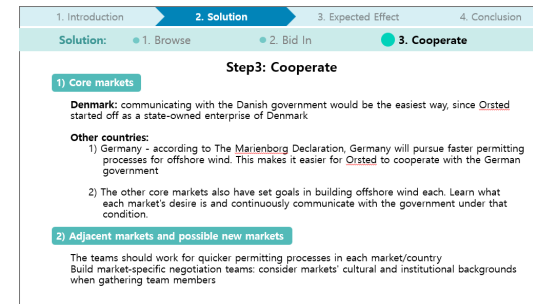 1. Introduction 2. Solution 3. Expected Effect 4. Conclusion
Solution: • 1. Browse • 2. Bid In 3. Cooperate
Step3: Cooperate
1) Core markets
Denmark: communicating with the Danish government would be the easiest way, since Orsted
started off as a state-owned enterprise of Denmark
Other countries:
1) Germany - according to The Marienborg Declaration, Germany will pursue faster permitting
processes for offshore wind. This makes it easier for Orsted to cooperate with the German
government
2) The other core markets also have set goals in building offshore wind each. Learn what
each market's desire is and continuously communicate with the government under that
condition.
2) Adjacent markets and possible new markets
The teams should work for quicker permitting processes in each market/country
Build market-specific negotiation teams: consider markets' cultural and institutional backgrounds
when gathering team members